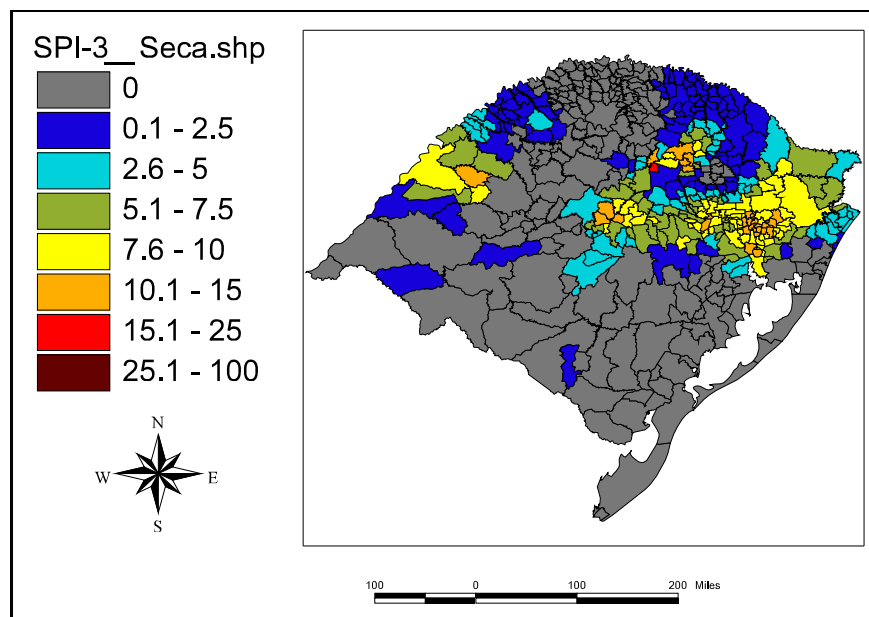 SPI-3__Seca.shp
0
0.1 - 2.5
2.6 - 5
5.1 - 7.5
7.6 - 10
10.1 - 15
15.1 - 25
25.1 - 100
N
W E
S
100 0 100 200 Miles